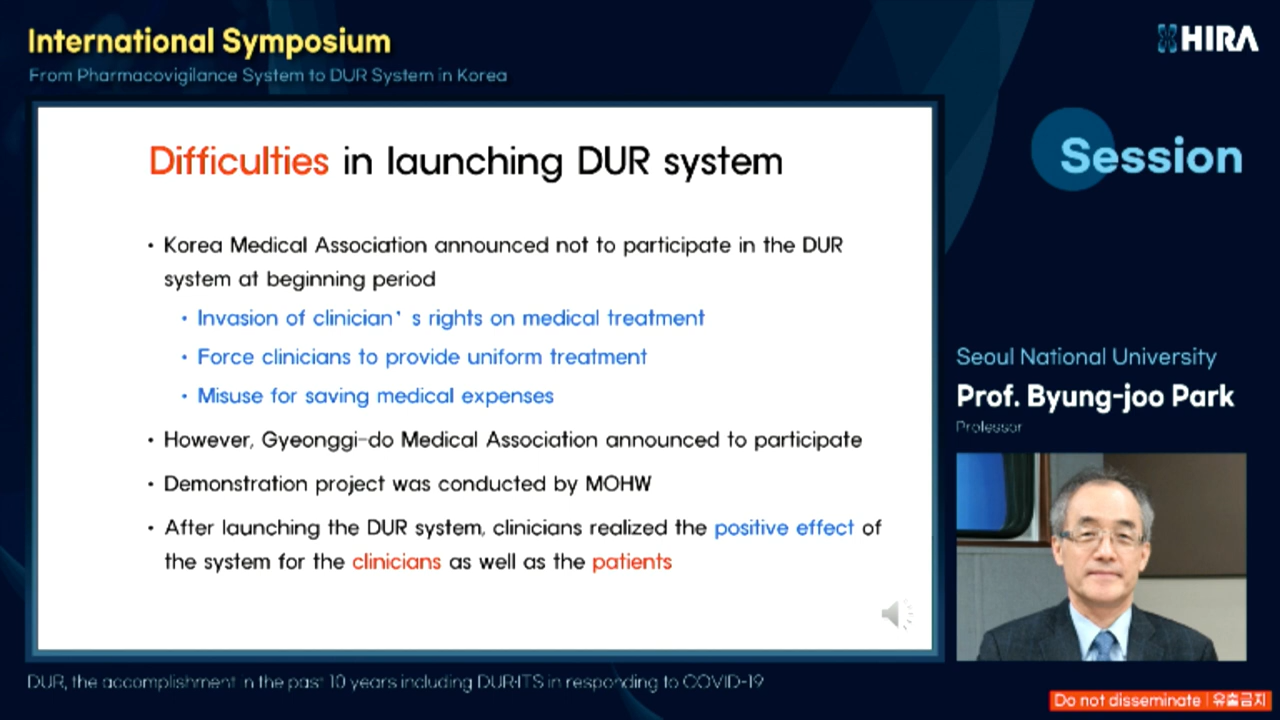 International Symposium
From Pharmacovigilance System to DUR System in Korea
HIRA
Session
Difficulties in launching DUR system
• Korea Medical Association announced not to participate in the DUR
system at beginning period
• Invasion of clinician' s rights on medical treatment
• Force clinicians to provide uniform treatment
• Misuse for saving medical expenses
• However, Gyeonggi-do Medical Association announced to participate
• Demonstration project was conducted by MOHW
• After launching the DUR system, clinicians realized the positive effect of
the system for the clinicians as well as the patients
Seoul National University
Prof. Byung-joo Park
Professor
DUR, the accomplishment in the past 10 years including DUR-ITS in responding to COVID-19
Do not disseminate | 유출금지